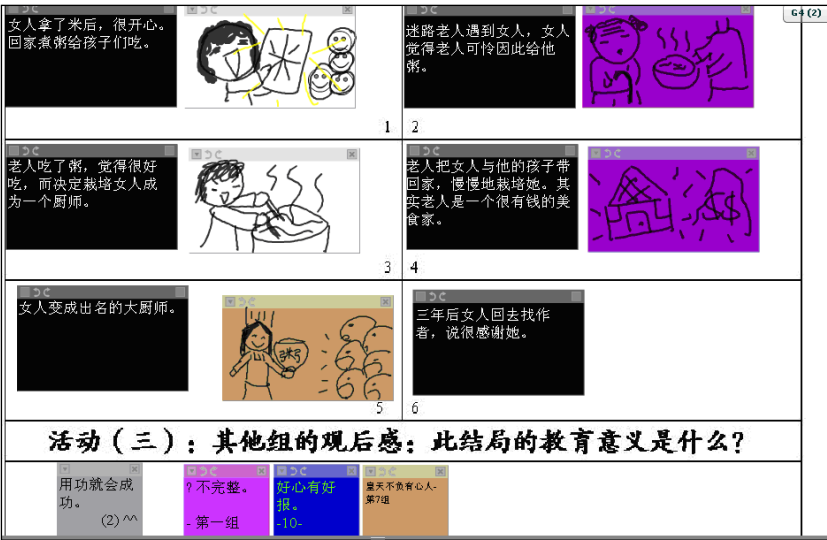 G4 (2)
女人拿了米后，很开心。
回家煮粥给孩子们吃。
米
1
迷路老人遇到女人，女人
觉得老人可怜因此给他
粥。
2
老人吃了粥，觉得很好
吃，而决定栽培女人成
为一个厨师。
3
老人把女人与他的孩子带
回家，慢慢地栽培她。其
实老人是一个很有钱的美
食家。
$$
4
女人变成出名的大厨师。
粥
5
三年后女人回去找作
者，说很感谢她。
6
活动（三）：其他组的观后感：此结局的教育意义是什么？
用功就会成
功。
(2) ^^
？不完整。
- 第一组
好心有好
报。
-10-
皇天不负有心人-
第7组